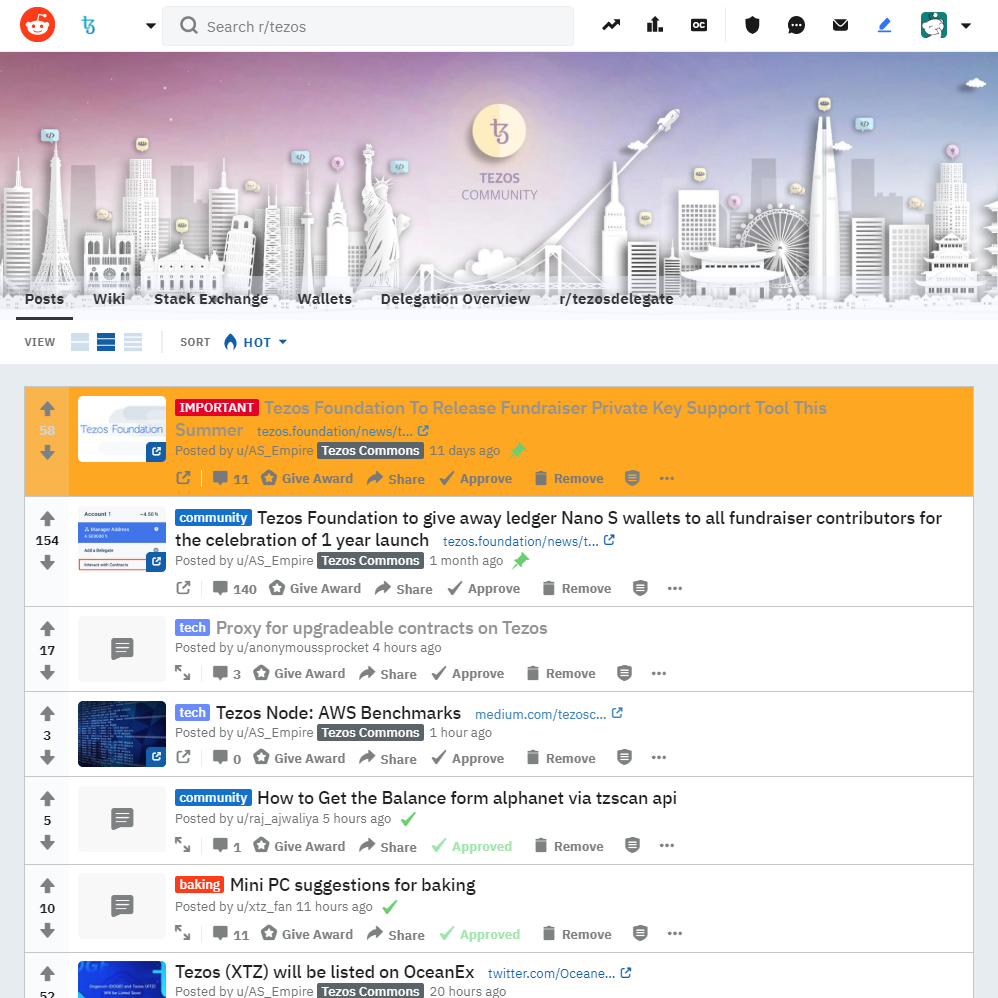 Search r/tezos
OC
TEZOS
COMMUNITY
Posts Wiki Stack Exchange Wallets Delegation Overview r/tezosdelegate
VIEW SORT HOT
IMPORTANT Tezos Foundation To Release Fundraiser Private Key Support Tool This
58 Tezos Foundation Summer tezos.foundation/news/t...
Posted by u/AS_Empire Tezos Commons 11 days ago
11 Give Award Share Approve Remove
Account 1 ~4.50 %
community Tezos Foundation to give away ledger Nano S wallets to all fundraiser contributors for
Manager Address
154 the celebration of 1 year launch tezos.foundation/news/t...
Add a Delegate
Posted by u/AS_Empire Tezos Commons 1 month ago
Interact with Contracts
140 Give Award Share Approve Remove
tech Proxy for upgradeable contracts on Tezos
17 Posted by u/anonymoussprocket 4 hours ago
3 Give Award Share Approve Remove
tech Tezos Node: AWS Benchmarks medium.com/tezosc...
3 Posted by u/AS_Empire Tezos Commons 1 hour ago
0 Give Award Share Approve Remove
community How to Get the Balance form alphanet via tzscan api
5 Posted by u/raj_ajwaliya 5 hours ago
1 Give Award Share Approved Remove
baking Mini PC suggestions for baking
10 Posted by u/xtz_fan 11 hours ago
11 Give Award Share Approved Remove
Tezos (XTZ) will be listed on OceanEx twitter.com/Oceane...
52 Posted by u/AS_Empire Tezos Commons 20 hours ago